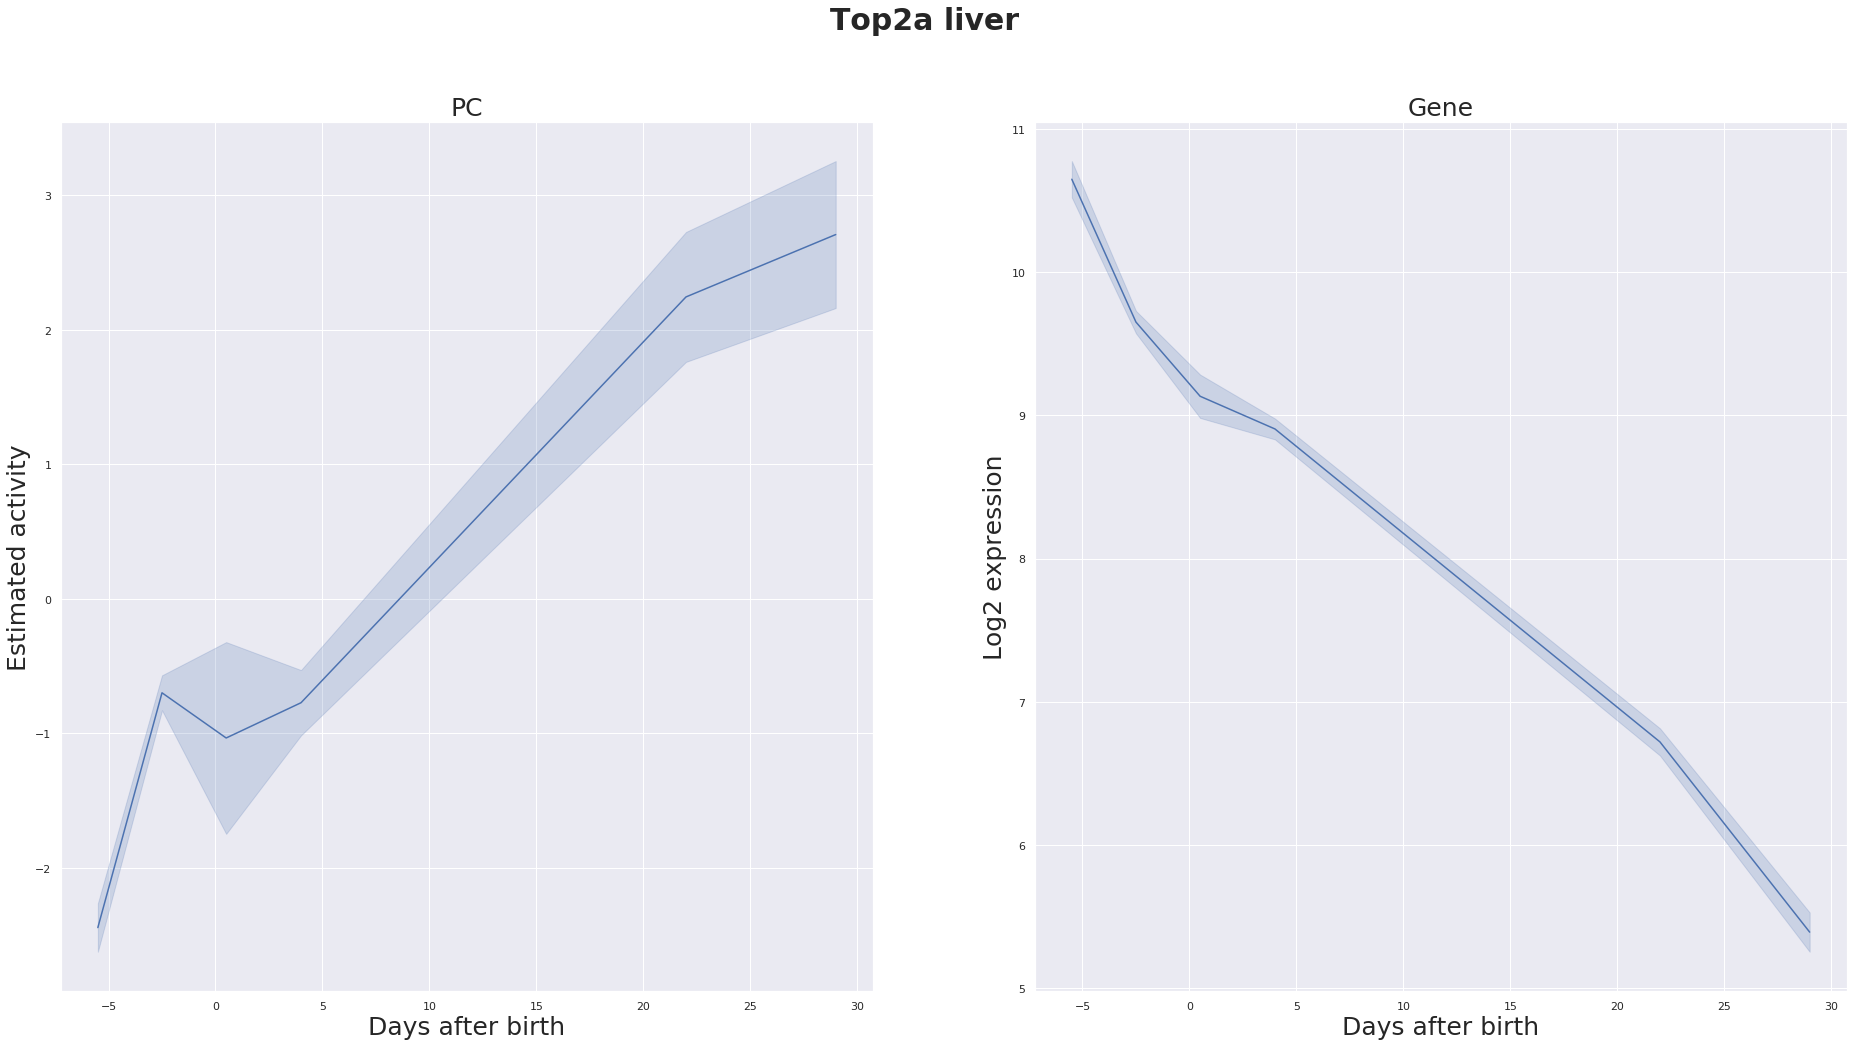 Top2a liver
PC
Estimated activity
3
2
1
0
−1
−2
−5 0 5 10 15 20 25 30
Days after birth
Gene
Log2 expression
11
10
9
8
7
6
5
−5 0 5 10 15 20 25 30
Days after birth